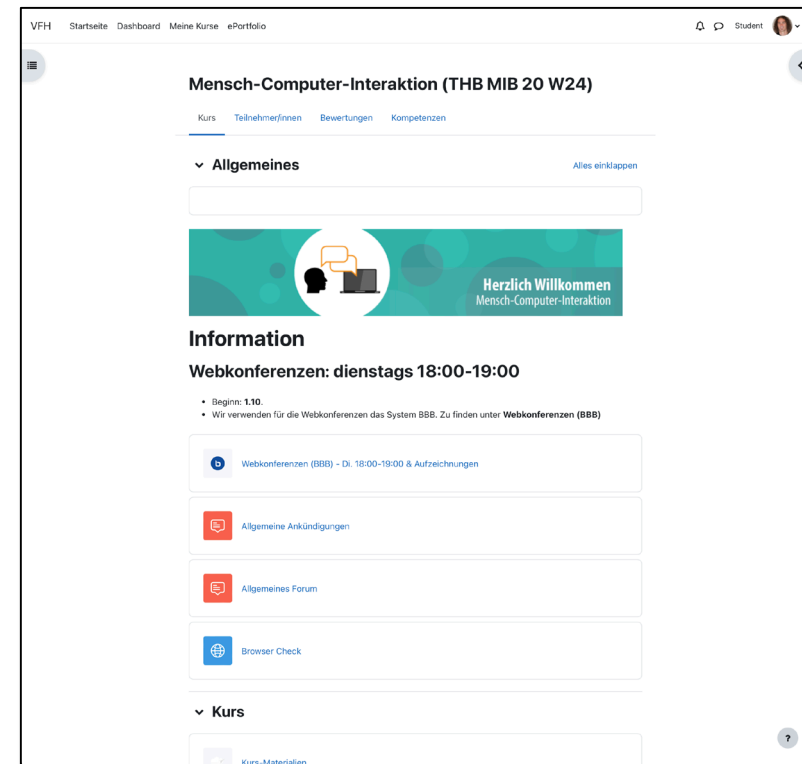 VFH Startseite Dashboard Meine Kurse ePortfolio Student
Mensch-Computer-Interaktion (THB MIB 20 W24)
Kurs Teilnehmer/innen Bewertungen Kompetenzen
Allgemeines Alles einklappen
Herzlich Willkommen
Mensch-Computer-Interaktion
Information
Webkonferenzen: dienstags 18:00-19:00
• Beginn: 1.10.
• Wir verwenden für die Webkonferenzen das System BBB. Zu finden unter Webkonferenzen (BBB)
b Webkonferenzen (BBB) - Di. 18:00-19:00 & Aufzeichnungen
Allgemeine Ankündigungen
Allgemeines Forum
Browser Check
Kurs
?
Kurs-Materialien